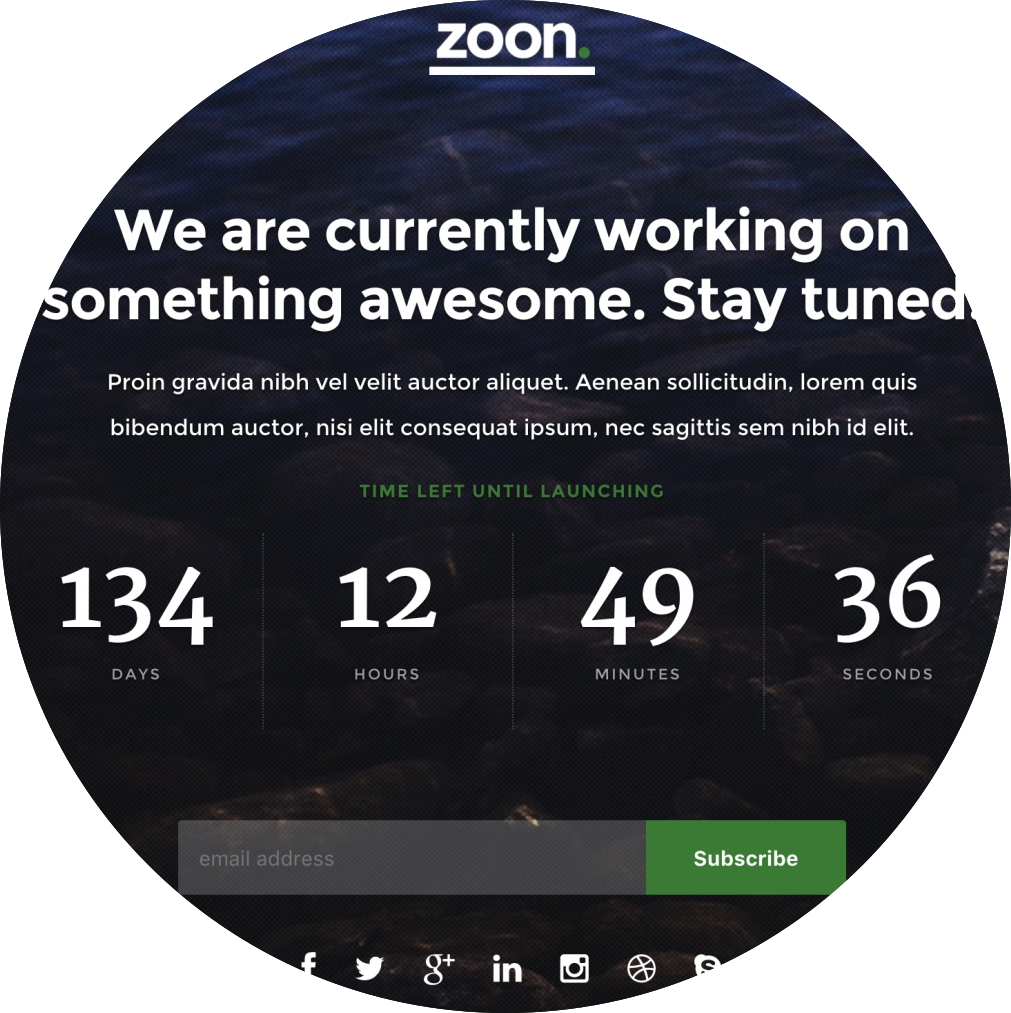 zoon.
We are currently working on
something awesome. Stay tuned.
Proin gravida nibh vel velit auctor aliquet. Aenean sollicitudin, lorem quis
bibendum auctor, nisi elit consequat ipsum, nec sagittis sem nibh id elit.
TIME LEFT UNTIL LAUNCHING
134 12 49 36
DAYS HOURS MINUTES SECONDS
email address Subscribe